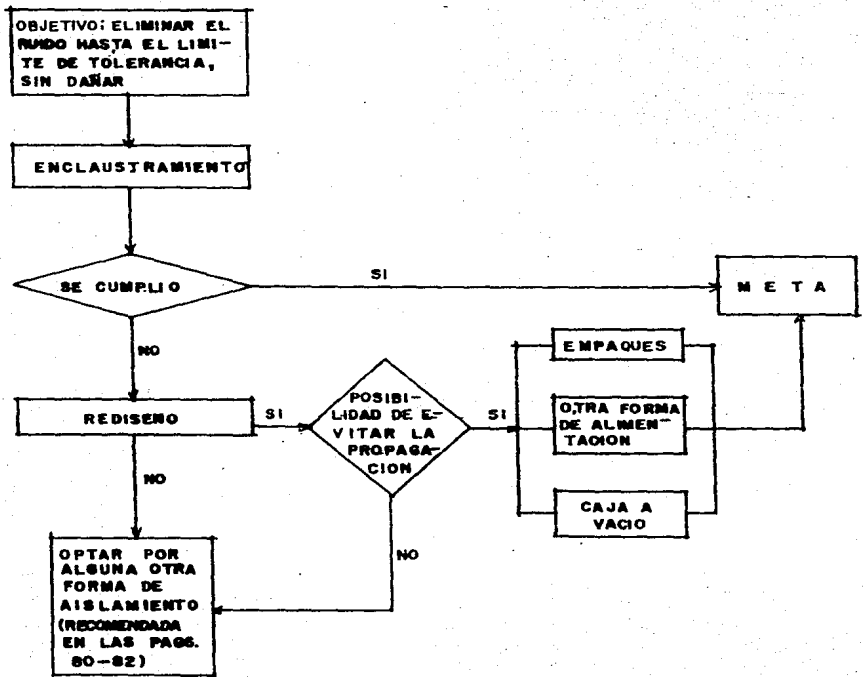 OBJETIVO: ELIMINAR EL
RUIDO HASTA EL LIMI-
TE DE TOLERANCIA,
SIN DAÑAR
ENCLAUSTRAMIENTO
SE CUMPLIO
SI
M E T A
NO
REDISENO
SI
POSIBI-
LIDAD DE E-
VITAR LA
PROPAGA-
CION
SI
EMPAQUES
OTRA FORMA
DE ALIMEN-
TACION
CAJA A
VACIO
NO
NO
OPTAR POR
ALGUNA OTRA
FORMA DE
AISLAMIENTO
(RECOMENDADA
EN LAS PAGS.
80-82)